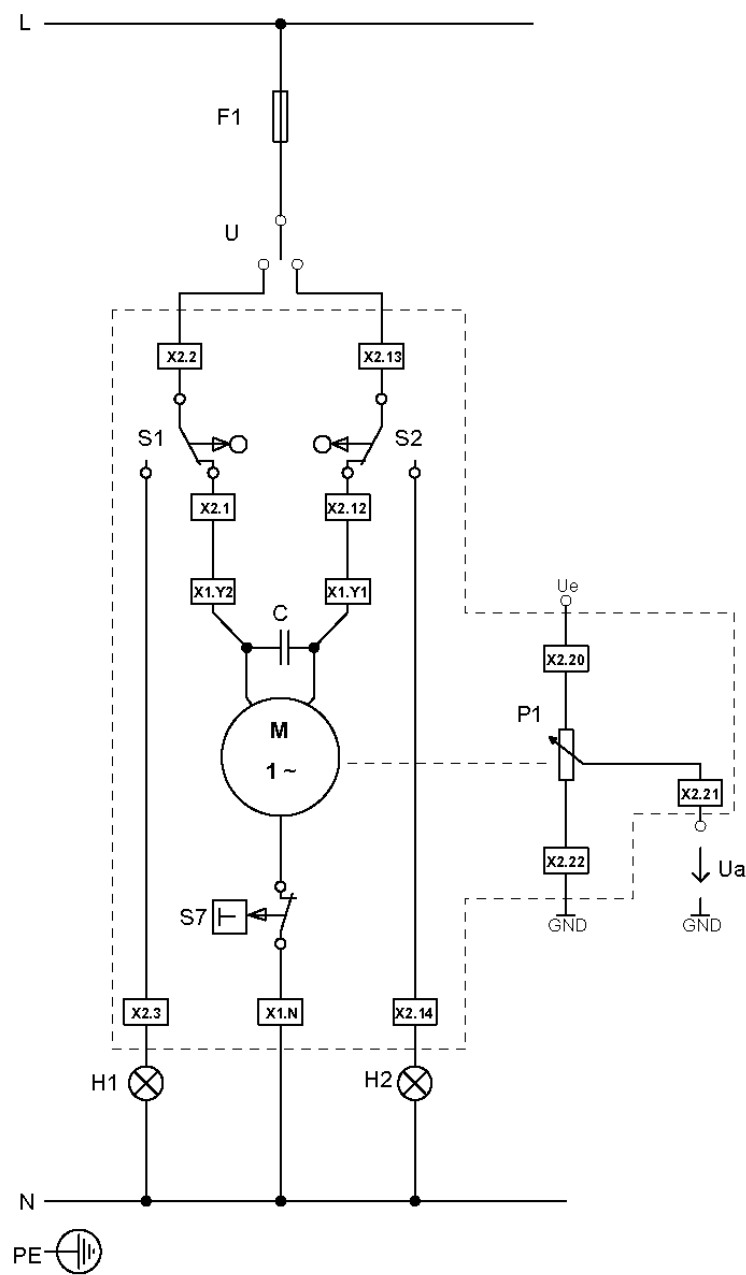 L
F1
U
X2.2
X2.13
S1
S2
X2.1
X2.12
X1.Y2
X1.Y1
C
Ue
X2.20
M
1 ~
P1
X2.21
X2.22
Ua
S7
GND
GND
X2.3
X1.N
X2.14
H1
H2
N
PE